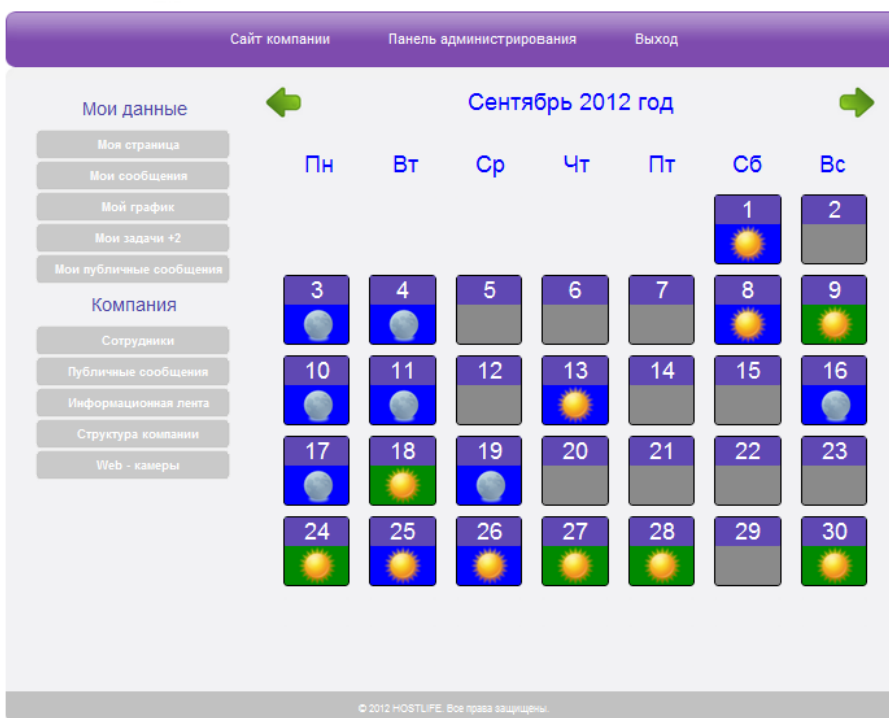 Сайт компании Панель администрирования Выход
Мои данные
Моя страница
Мои сообщения
Мой график
Мои задачи +2
Мои публичные сообщения
Компания
Сотрудники
Публичные сообщения
Информационная лента
Структура компании
Web - камеры
Сентябрь 2012 год
Пн Вт Ср Чт Пт Сб Вс
1 2
3 4 5 6 7 8 9
10 11 12 13 14 15 16
17 18 19 20 21 22 23
24 25 26 27 28 29 30
© 2012 HOSTLIFE. Все права защищены.